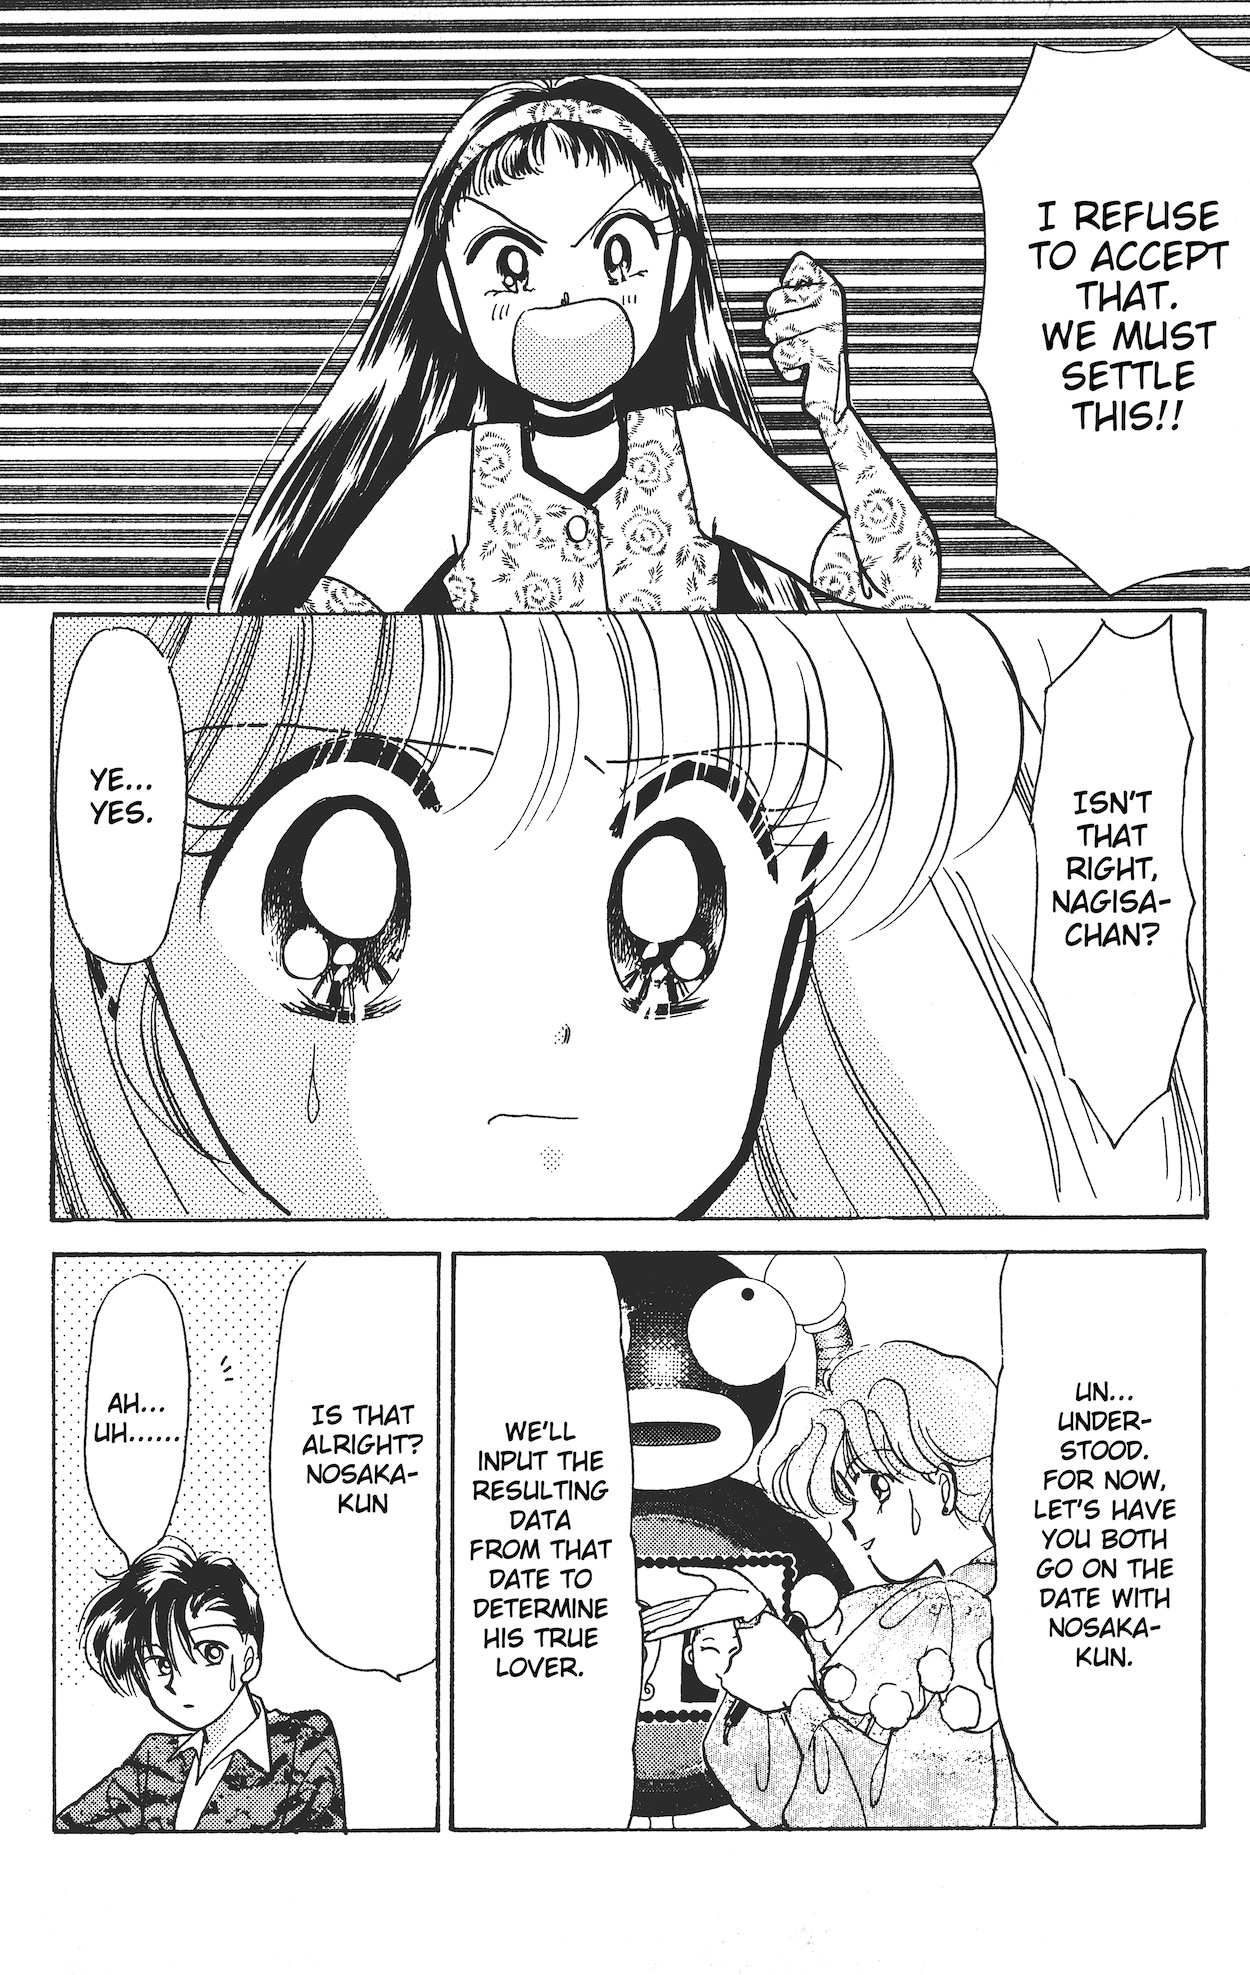 I REFUSE
TO ACCEPT
THAT.
WE MUST
SETTLE
THIS!!
ISN'T
THAT
RIGHT,
NAGISA-
CHAN?
YE...
YES.
UN...
UNDER-
STOOD.
FOR NOW,
LET'S HAVE
YOU BOTH
GO ON THE
DATE WITH
NOSAKA-
KUN.
WE'LL
INPUT THE
RESULTING
DATA
FROM THAT
DATE TO
DETERMINE
HIS TRUE
LOVER.
IS THAT
ALRIGHT?
NOSAKA-
KUN
AH...
UH......